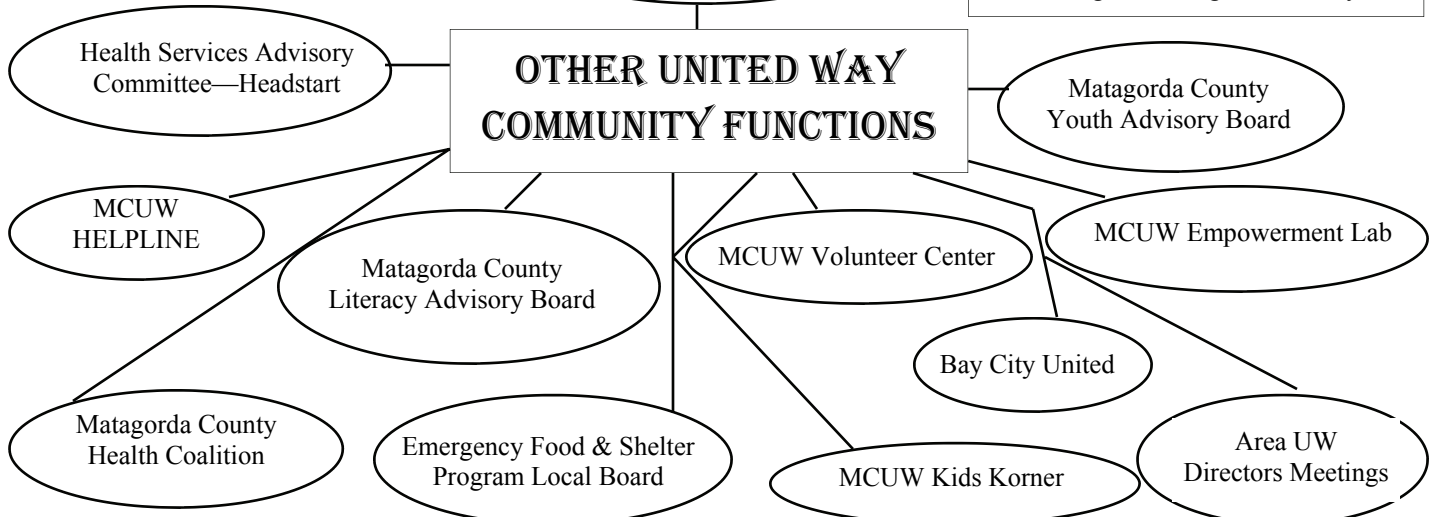 OTHER UNITED WAY
COMMUNITY FUNCTIONS
Health Services Advisory
Committee—Headstart
Matagorda County
Youth Advisory Board
MCUW
HELPLINE
MCUW Empowerment Lab
Matagorda County
Literacy Advisory Board
MCUW Volunteer Center
Bay City United
Matagorda County
Health Coalition
Emergency Food & Shelter
Program Local Board
MCUW Kids Korner
Area UW
Directors Meetings